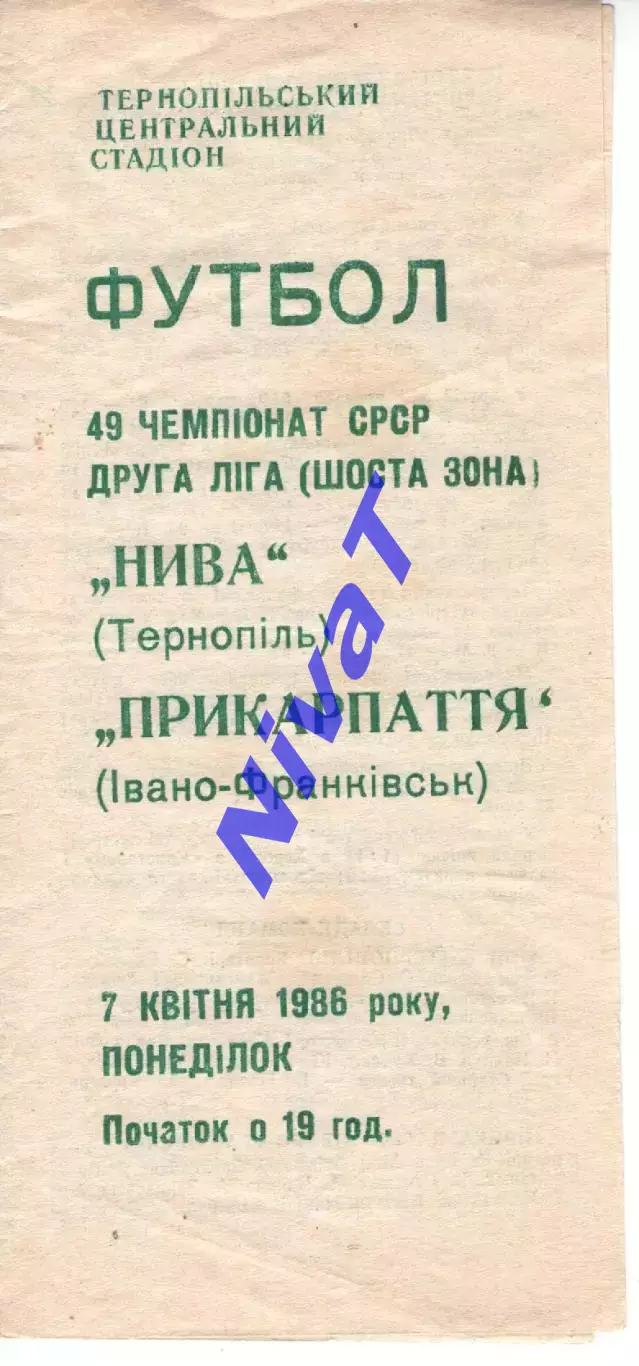 ТЕРНОПІЛЬСЬКИЙ
ЦЕНТРАЛЬНИЙ
СТАДІОН
ФУТБОЛ
49 ЧЕМПІОНАТ СРСР
ДРУГА ЛІГА (ШОСТА ЗОНА)
„НИВА“
(Тернопіль)
„ПРИКАРПАТТЯ‘
(Івано-Франківськ)
NivaT
7 КВІТНЯ 1986 року,
ПОНЕДІЛОК
Початок о 19 год.